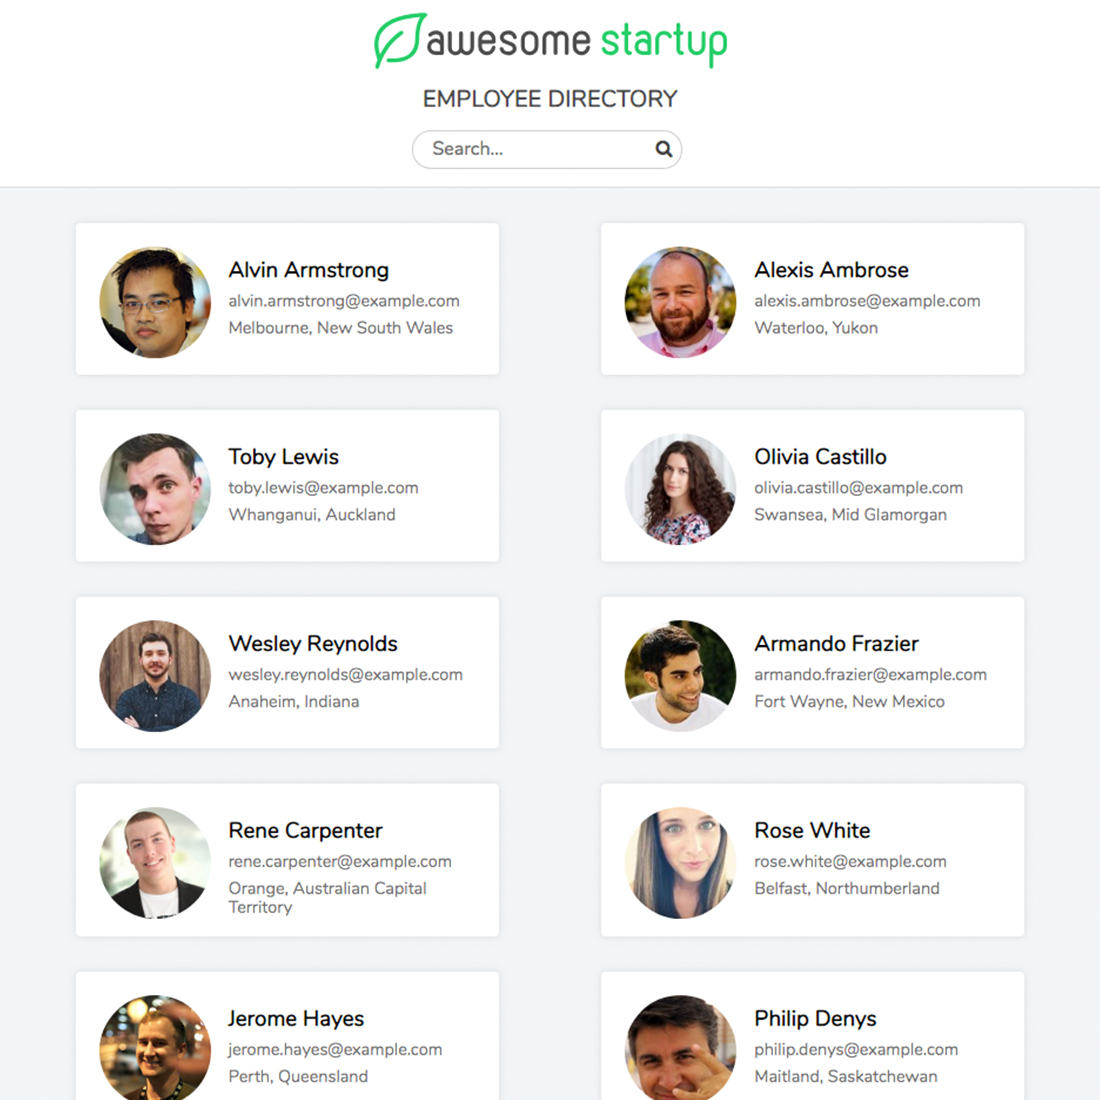 awesome startup
EMPLOYEE DIRECTORY
Search...
Alvin Armstrong
alvin.armstrong@example.com
Melbourne, New South Wales
Alexis Ambrose
alexis.ambrose@example.com
Waterloo, Yukon
Toby Lewis
toby.lewis@example.com
Whanganui, Auckland
Olivia Castillo
olivia.castillo@example.com
Swansea, Mid Glamorgan
Wesley Reynolds
wesley.reynolds@example.com
Anaheim, Indiana
Armando Frazier
armando.frazier@example.com
Fort Wayne, New Mexico
Rene Carpenter
rene.carpenter@example.com
Orange, Australian Capital
Territory
Rose White
rose.white@example.com
Belfast, Northumberland
Jerome Hayes
jerome.hayes@example.com
Perth, Queensland
Philip Denys
philip.denys@example.com
Maitland, Saskatchewan